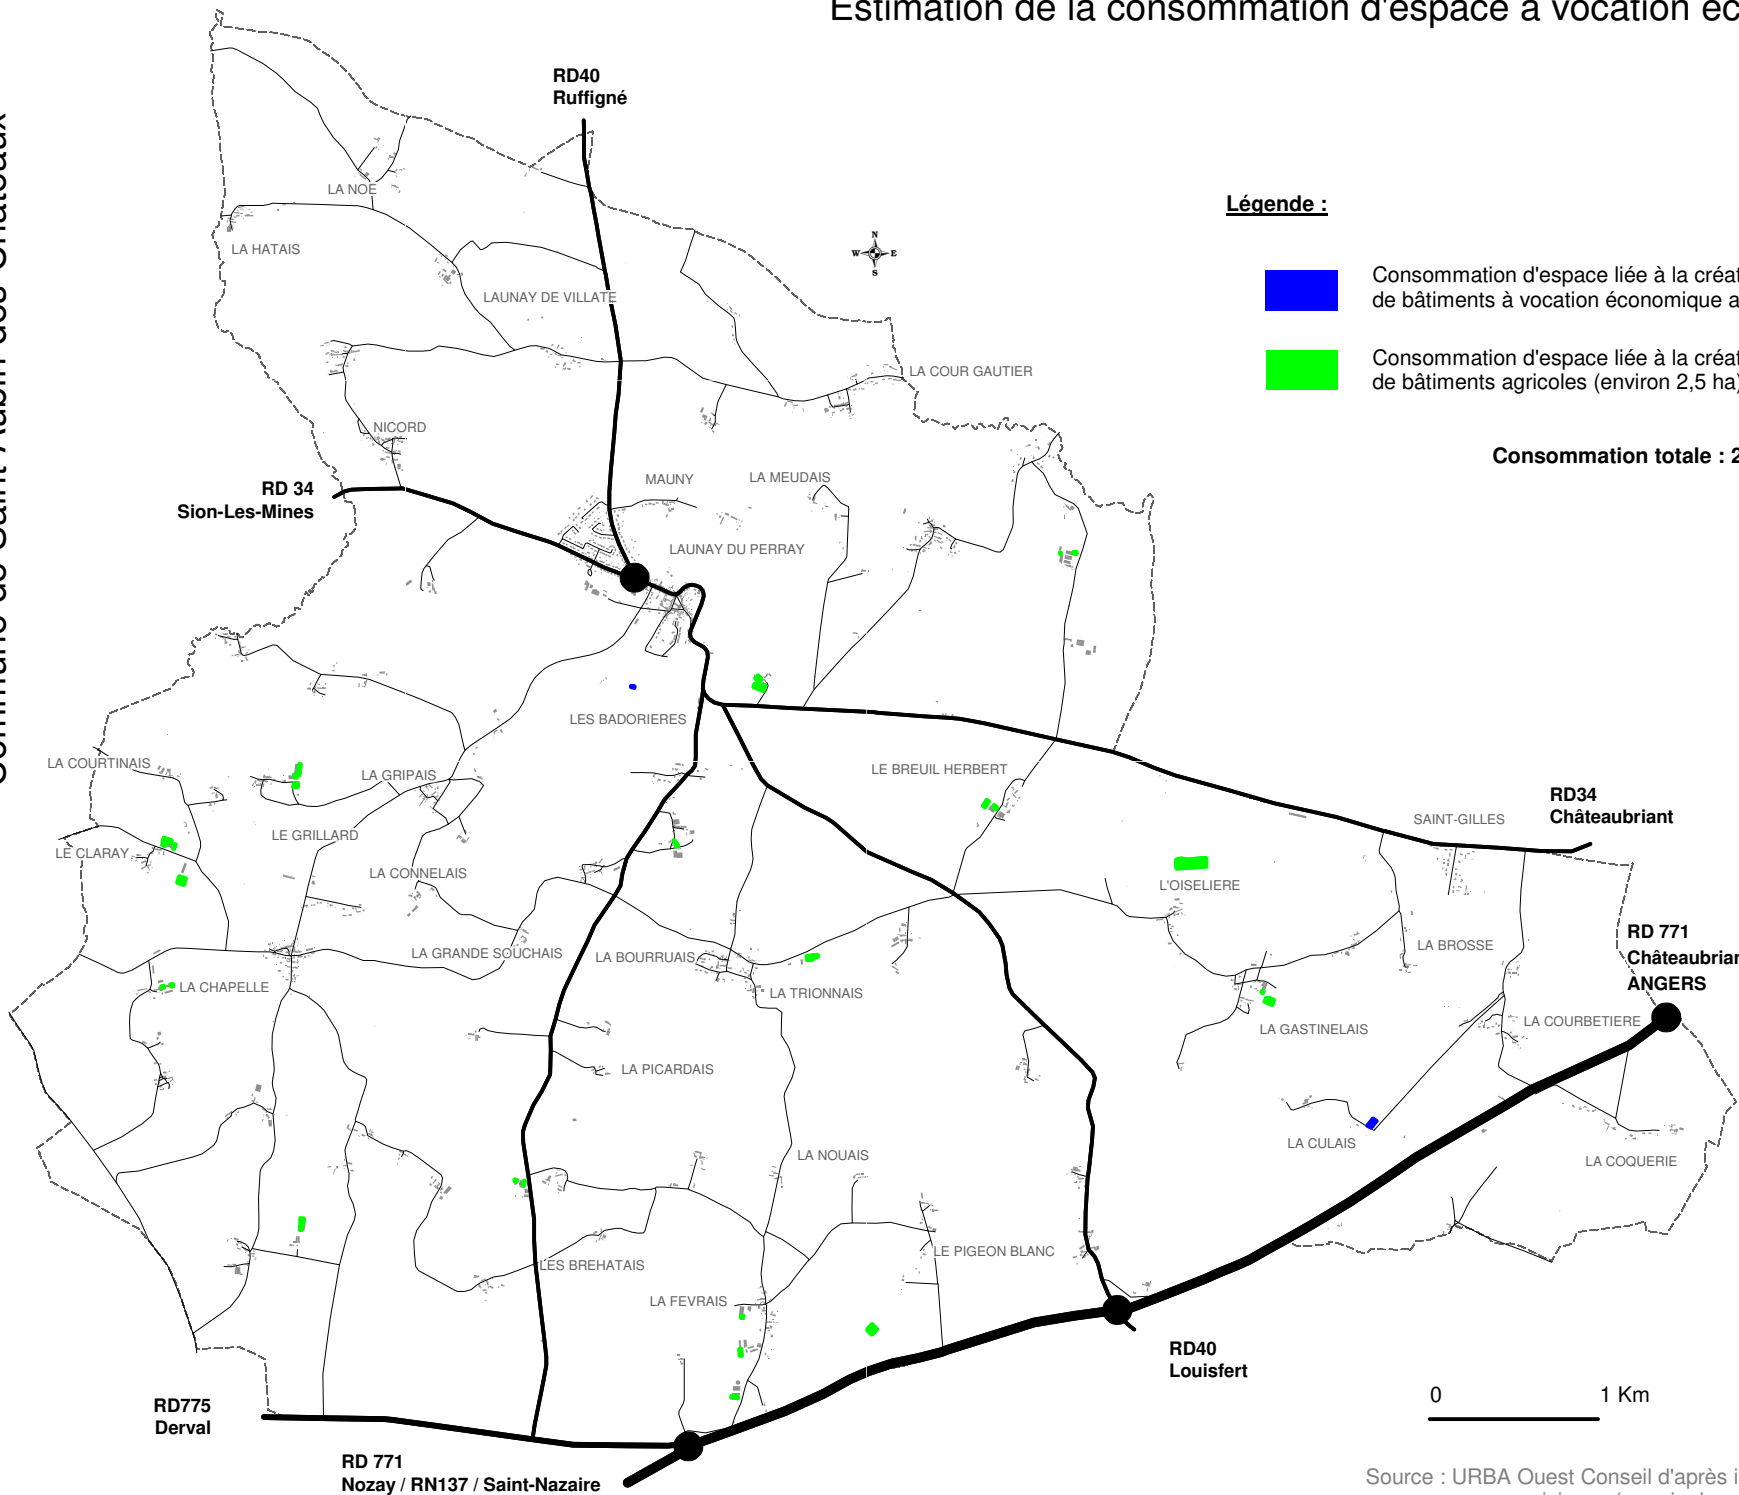 Estimation de la consommation d'espace à vocation
Commune de Saint-Aubin des Châteaux
RD40
Ruffigné
N
W E
S
Légende :
Consommation d'espace liée à la
de bâtiments à vocation économique
Consommation d'espace liée à la
de bâtiments agricoles (environ 2,5 ha)
Consommation totale : 2
LA NOE
LA HATAIS
LAUNAY DE VILLATE
LA COUR GAUTIER
NICORD
MAUNY
LA MEUDAIS
RD 34
Sion-Les-Mines
LAUNAY DU PERRAY
LES BADORIERES
LA COURTINAIS
LA GRIPAIS
LE BREUIL HERBERT
RD34
Châteaubriant
SAINT-GILLES
LE GRILLARD
LE CLARAY
LA CONNELAIS
L'OISELIERE
LA BROSSE
RD 771
ANGERS
LA GRANDE SOUCHAIS
LA BOURRUAIS
LA CHAPELLE
LA TRIONNAIS
LA COURBETIERE
LA GASTINELAIS
LA PICARDAIS
LA CULAIS
LA NOUAIS
LA COQUERIE
LE PIGEON BLANC
LES BREHATAIS
LA FEVRAIS
RD40
Louisfert
0 1 Km
RD775
Derval
RD 771
Nozay / RN137 / Saint-Nazaire
Source : URBA Ouest Conseil d'après